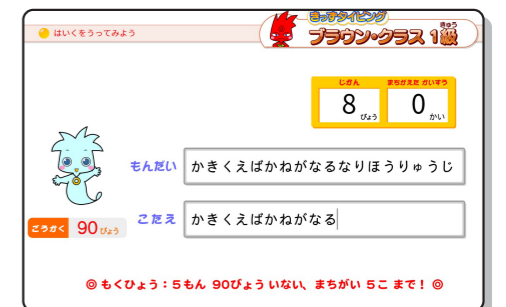 はいくをうってみよう
きっずタイピング
ブラウン・クラス 1級
きゅう
じかん
まちがえた かいすう
8 びょう
0 かい
もんだい
かきくえばかねがなるなりほうりゅうじ
こたえ
かきくえばかねがなる
ごうかく 90 びょう
◎ もくひょう：5もん 90びょう いない、まちがい 5こ まで！ ◎